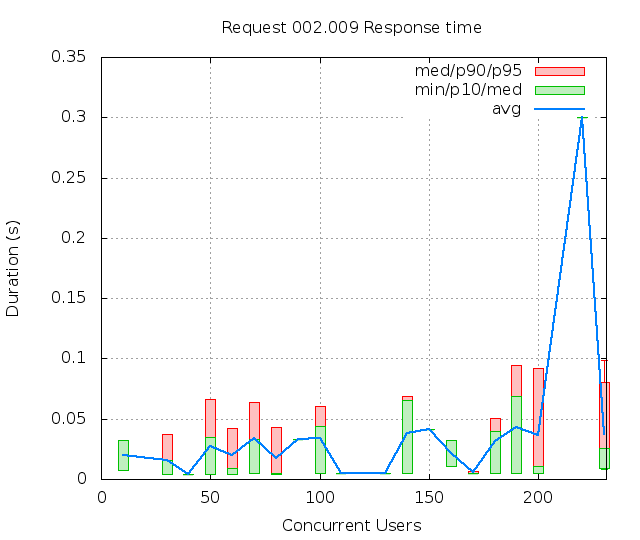 Request 002.009 Response time
med/p90/p95
min/p10/med
avg
0.35
0.3
0.25
0.2
0.15
0.1
0.05
0
Duration (s)
0 50 100 150 200
Concurrent Users